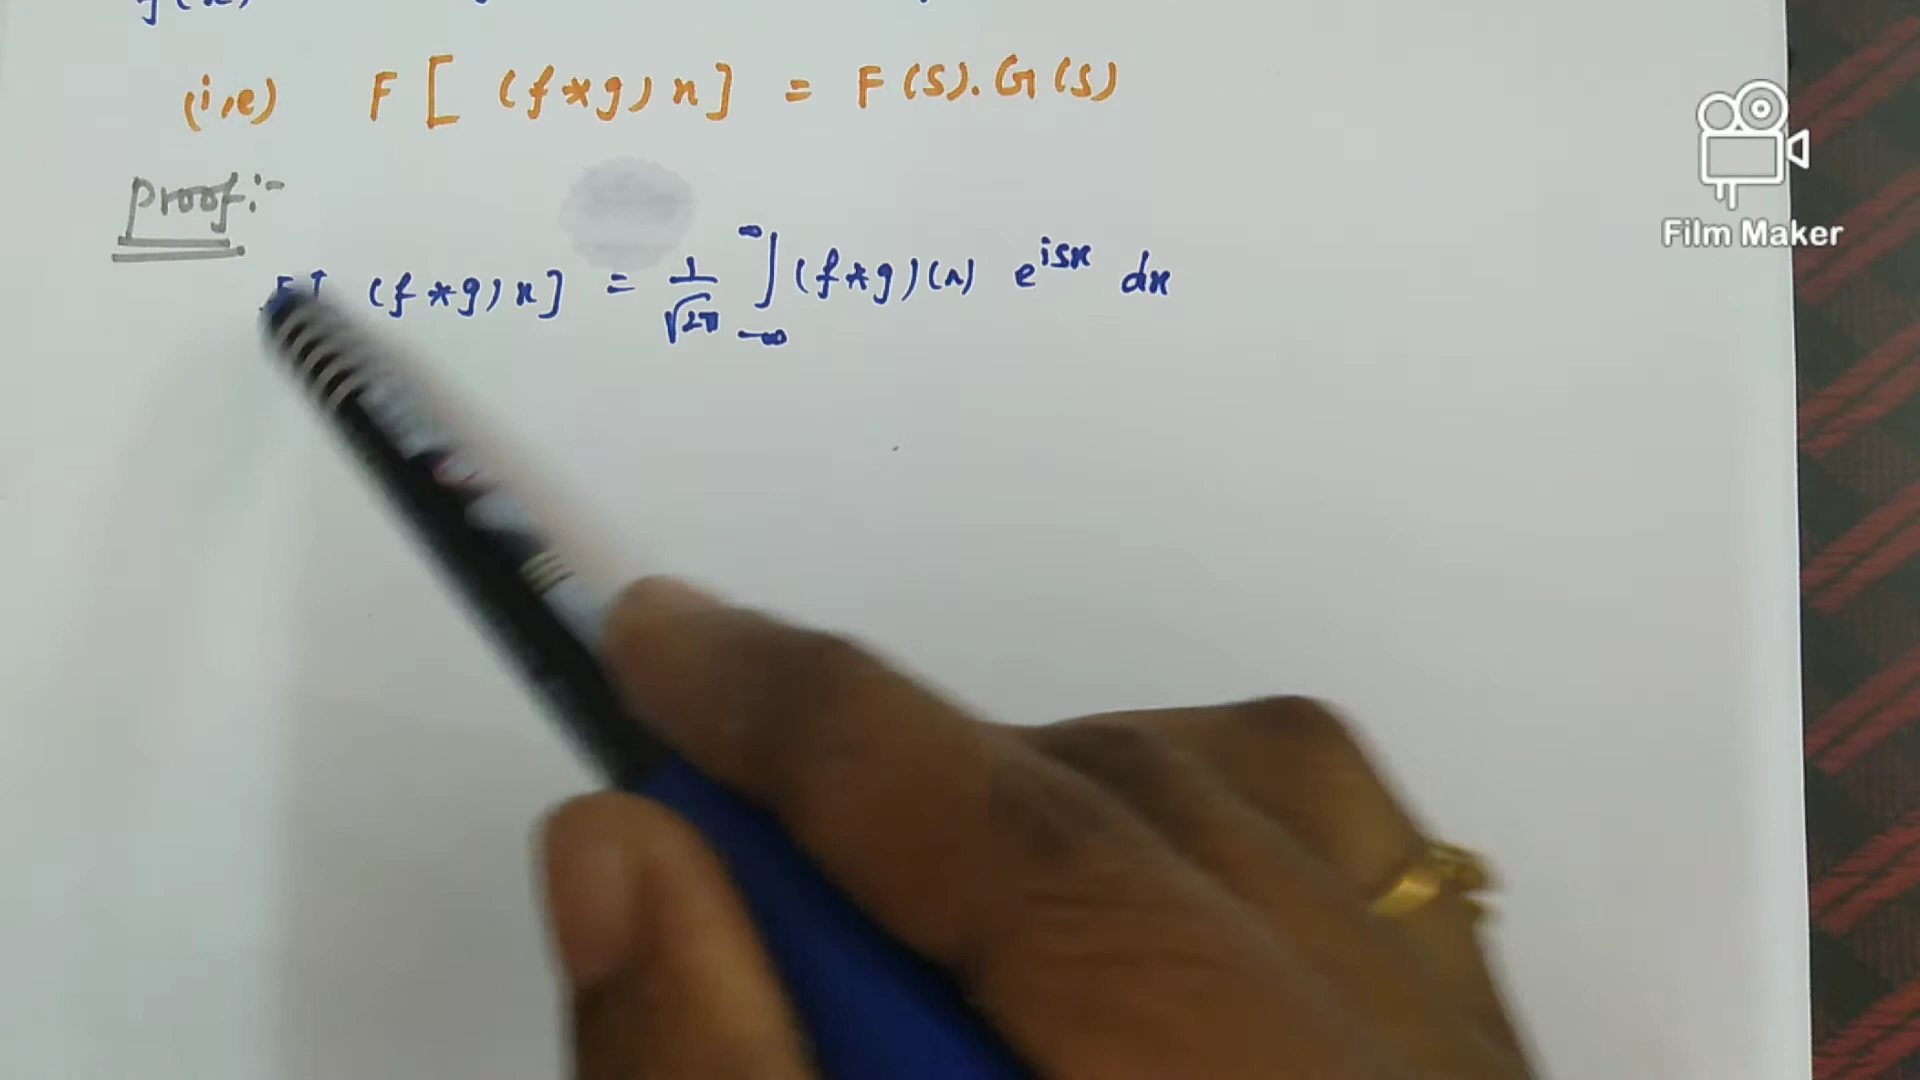 (i,e) F [ (f*g) x ] = F(s). G(s)
Proof:-
F[ (f*g) x ] = 1/√2π ∫_{-∞}^{∞} (f*g)(x) e^{isx} dx
Film Maker